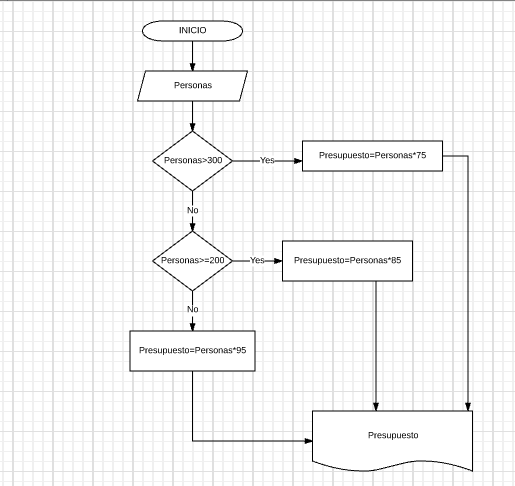 INICIO
Personas
Personas>300
Yes
Presupuesto=Personas*75
No
Personas>=200
Yes
Presupuesto=Personas*85
No
Presupuesto=Personas*95
Presupuesto